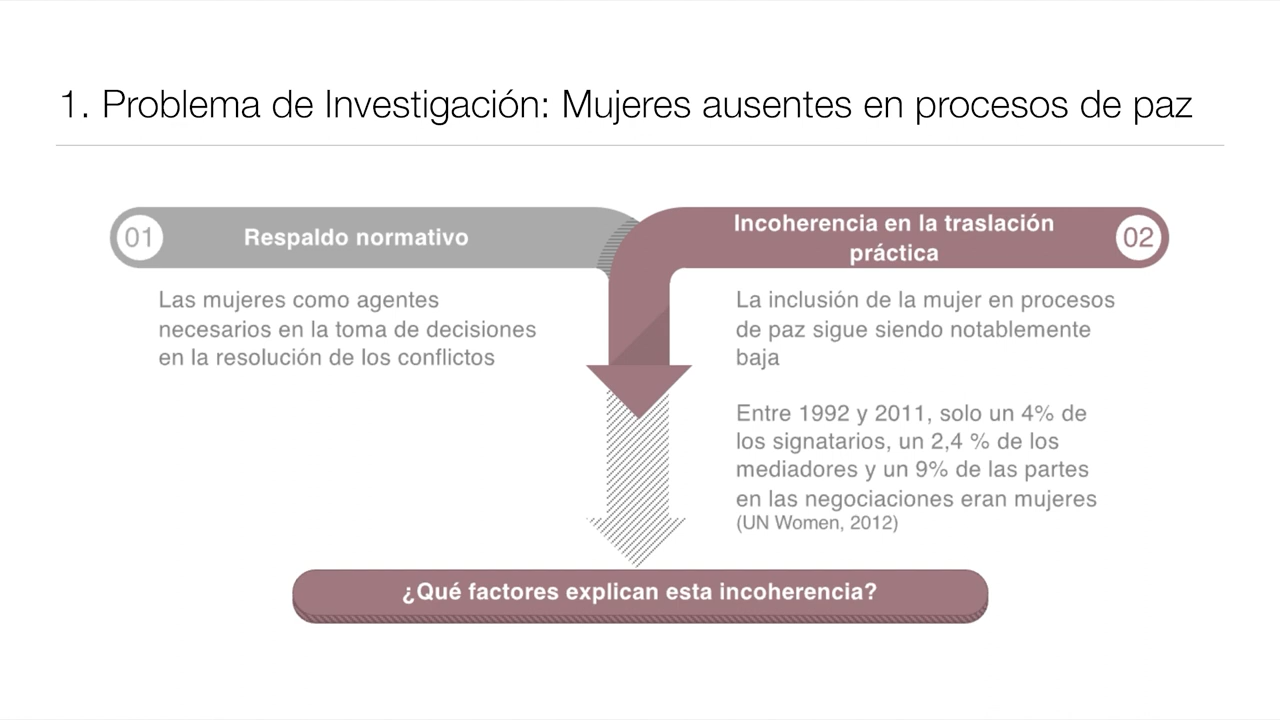 1. Problema de Investigación: Mujeres ausentes en procesos de paz
01
Respaldo normativo
Las mujeres como agentes
necesarios en la toma de decisiones
en la resolución de los conflictos
Incoherencia en la traslación
práctica
02
La inclusión de la mujer en procesos
de paz sigue siendo notablemente
baja
Entre 1992 y 2011, solo un 4% de
los signatarios, un 2,4 % de los
mediadores y un 9% de las partes
en las negociaciones eran mujeres
(UN Women, 2012)
¿Qué factores explican esta incoherencia?